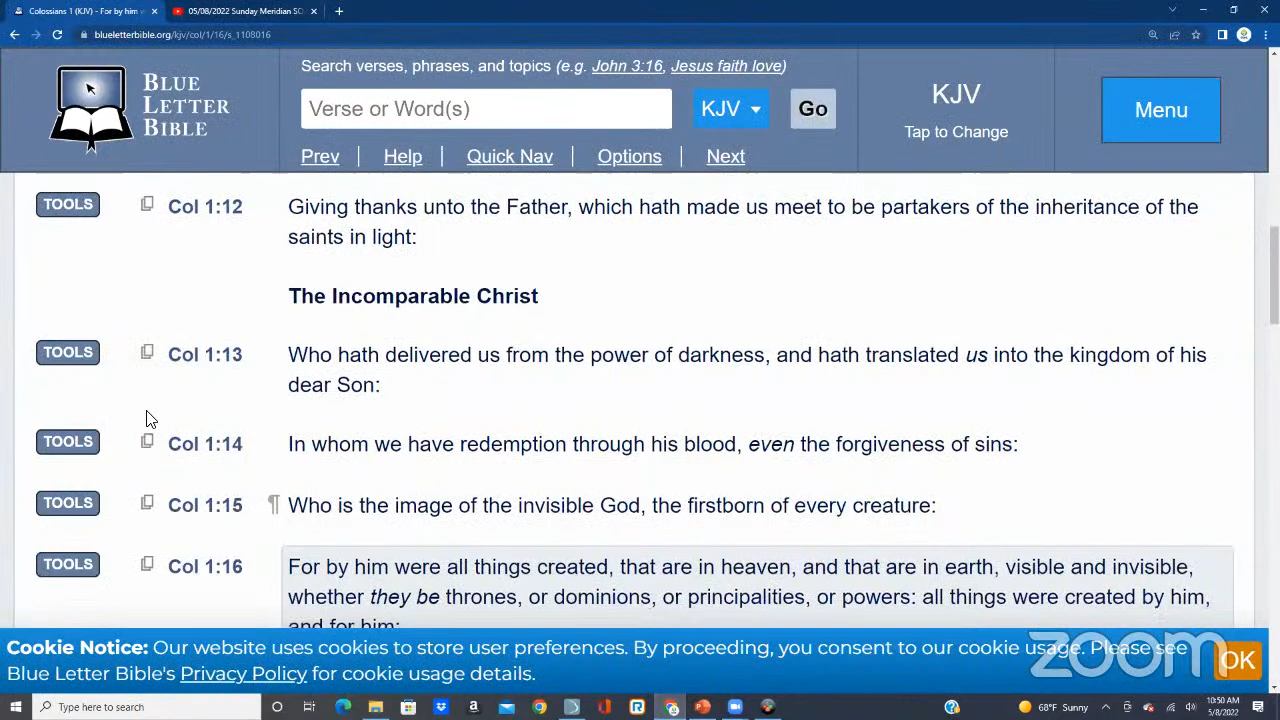 Colossians 1 (KJV) - For by him
05/08/2022 Sunday Meridian SO
blueletterbible.org/kjv/col/1/16/s_1108016
BLUE
LETTER
BIBLE
Search verses, phrases, and topics (e.g. John 3:16, Jesus faith love)
Verse or Word(s)
KJV
Go
Prev
Help
Quick Nav
Options
Next
KJV
Tap to Change
Menu
TOOLS Col 1:12 Giving thanks unto the Father, which hath made us meet to be partakers of the inheritance of the
saints in light:
The Incomparable Christ
TOOLS Col 1:13 Who hath delivered us from the power of darkness, and hath translated us into the kingdom of his
dear Son:
TOOLS Col 1:14 In whom we have redemption through his blood, even the forgiveness of sins:
TOOLS Col 1:15 ¶ Who is the image of the invisible God, the firstborn of every creature:
TOOLS Col 1:16 For by him were all things created, that are in heaven, and that are in earth, visible and invisible,
whether they be thrones, or dominions, or principalities, or powers: all things were created by him,
and for him:
Cookie Notice: Our website uses cookies to store user preferences. By proceeding, you consent to our cookie usage. Please see
Blue Letter Bible's Privacy Policy for cookie usage details.
OK
zoom
Type here to search
68°F Sunny
10:50 AM
5/8/2022